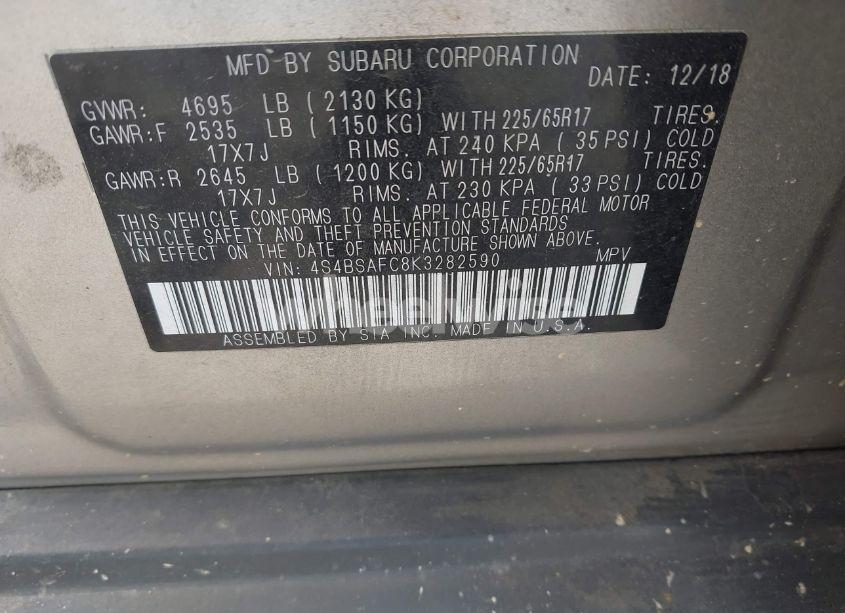 MFD BY SUBARU CORPORATION DATE: 12/18
GVWR: 4695 LB ( 2130 KG)
GAWR:F 2535 LB ( 1150 KG) WITH 225/65R17 TIRES.
17X7J RIMS. AT 240 KPA ( 35 PSI) COLD
GAWR:R 2645 LB ( 1200 KG) WITH 225/65R17 TIRES.
17X7J RIMS. AT 230 KPA ( 33 PSI) COLD
THIS VEHICLE CONFORMS TO ALL APPLICABLE FEDERAL MOTOR
VEHICLE SAFETY AND THEFT PREVENTION STANDARDS
IN EFFECT ON THE DATE OF MANUFACTURE SHOWN ABOVE.
VIN: 4S4BSAFC8K3282590 MPV
wheelwise
ASSEMBLED BY SIA INC. MADE IN U.S.A.